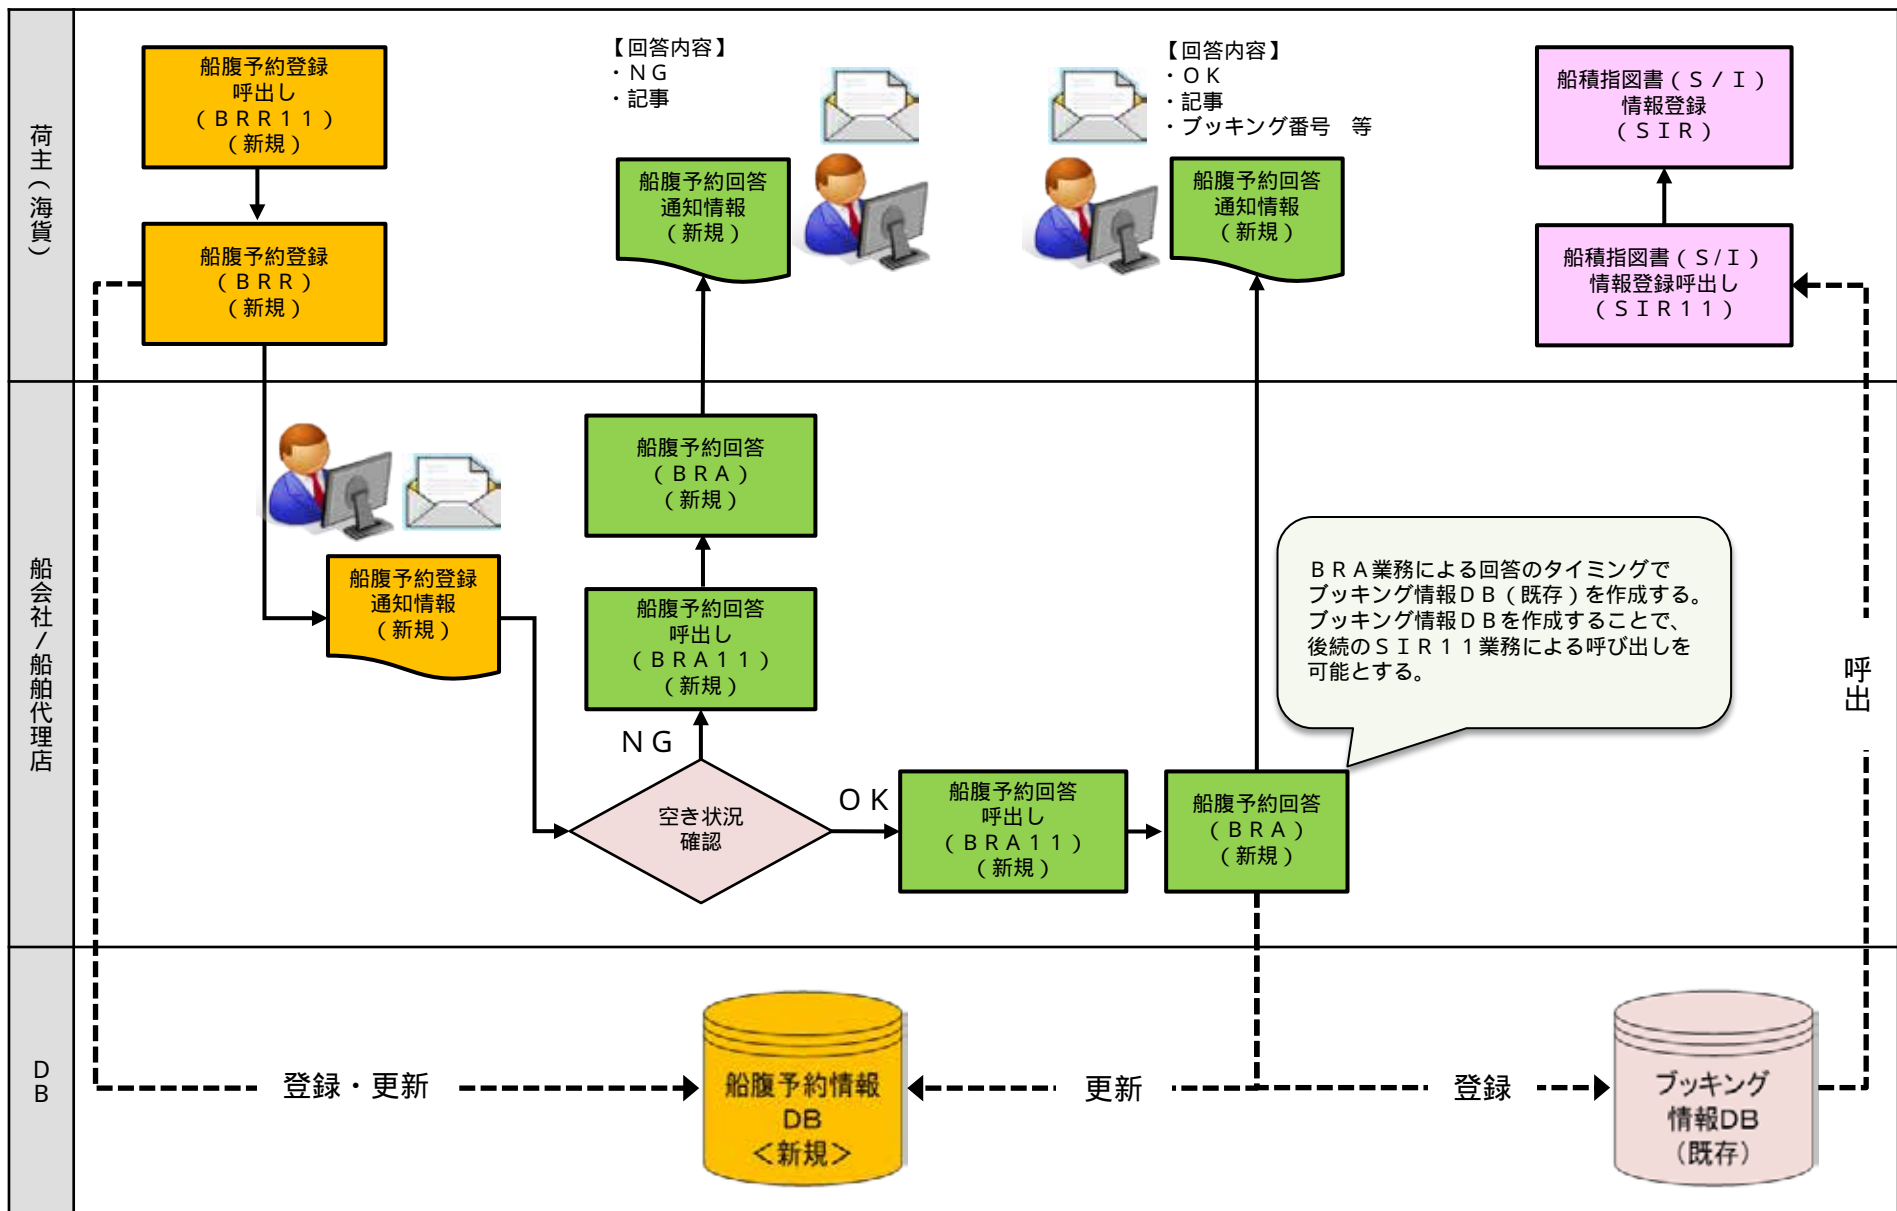 荷主（海貨）
船腹予約登録
呼出し
（ＢＲＲ１１）
（新規）
船腹予約登録
（ＢＲＲ）
（新規）
【回答内容】
・ＮＧ
・記事
船腹予約回答
通知情報
（新規）
【回答内容】
・ＯＫ
・記事
・ブッキング番号　等
船腹予約回答
通知情報
（新規）
船積指図書（Ｓ／Ｉ）
情報登録
（ＳＩＲ）
船積指図書（Ｓ/Ｉ）
情報登録呼出し
（ＳＩＲ１１）
船会社/船舶代理店
船腹予約登録
通知情報
（新規）
船腹予約回答
（ＢＲＡ）
（新規）
船腹予約回答
呼出し
（ＢＲＡ１１）
（新規）
ＮＧ
空き状況
確認
ＯＫ
船腹予約回答
呼出し
（ＢＲＡ１１）
（新規）
船腹予約回答
（ＢＲＡ）
（新規）
ＢＲＡ業務による回答のタイミングで
ブッキング情報ＤＢ（既存）を作成する。
ブッキング情報ＤＢを作成することで、
後続のＳＩＲ１１業務による呼び出しを
可能とする。
呼出
ＤＢ
登録・更新
船腹予約情報
DB
＜新規＞
更新
登録
ブッキング
情報DB
（既存）